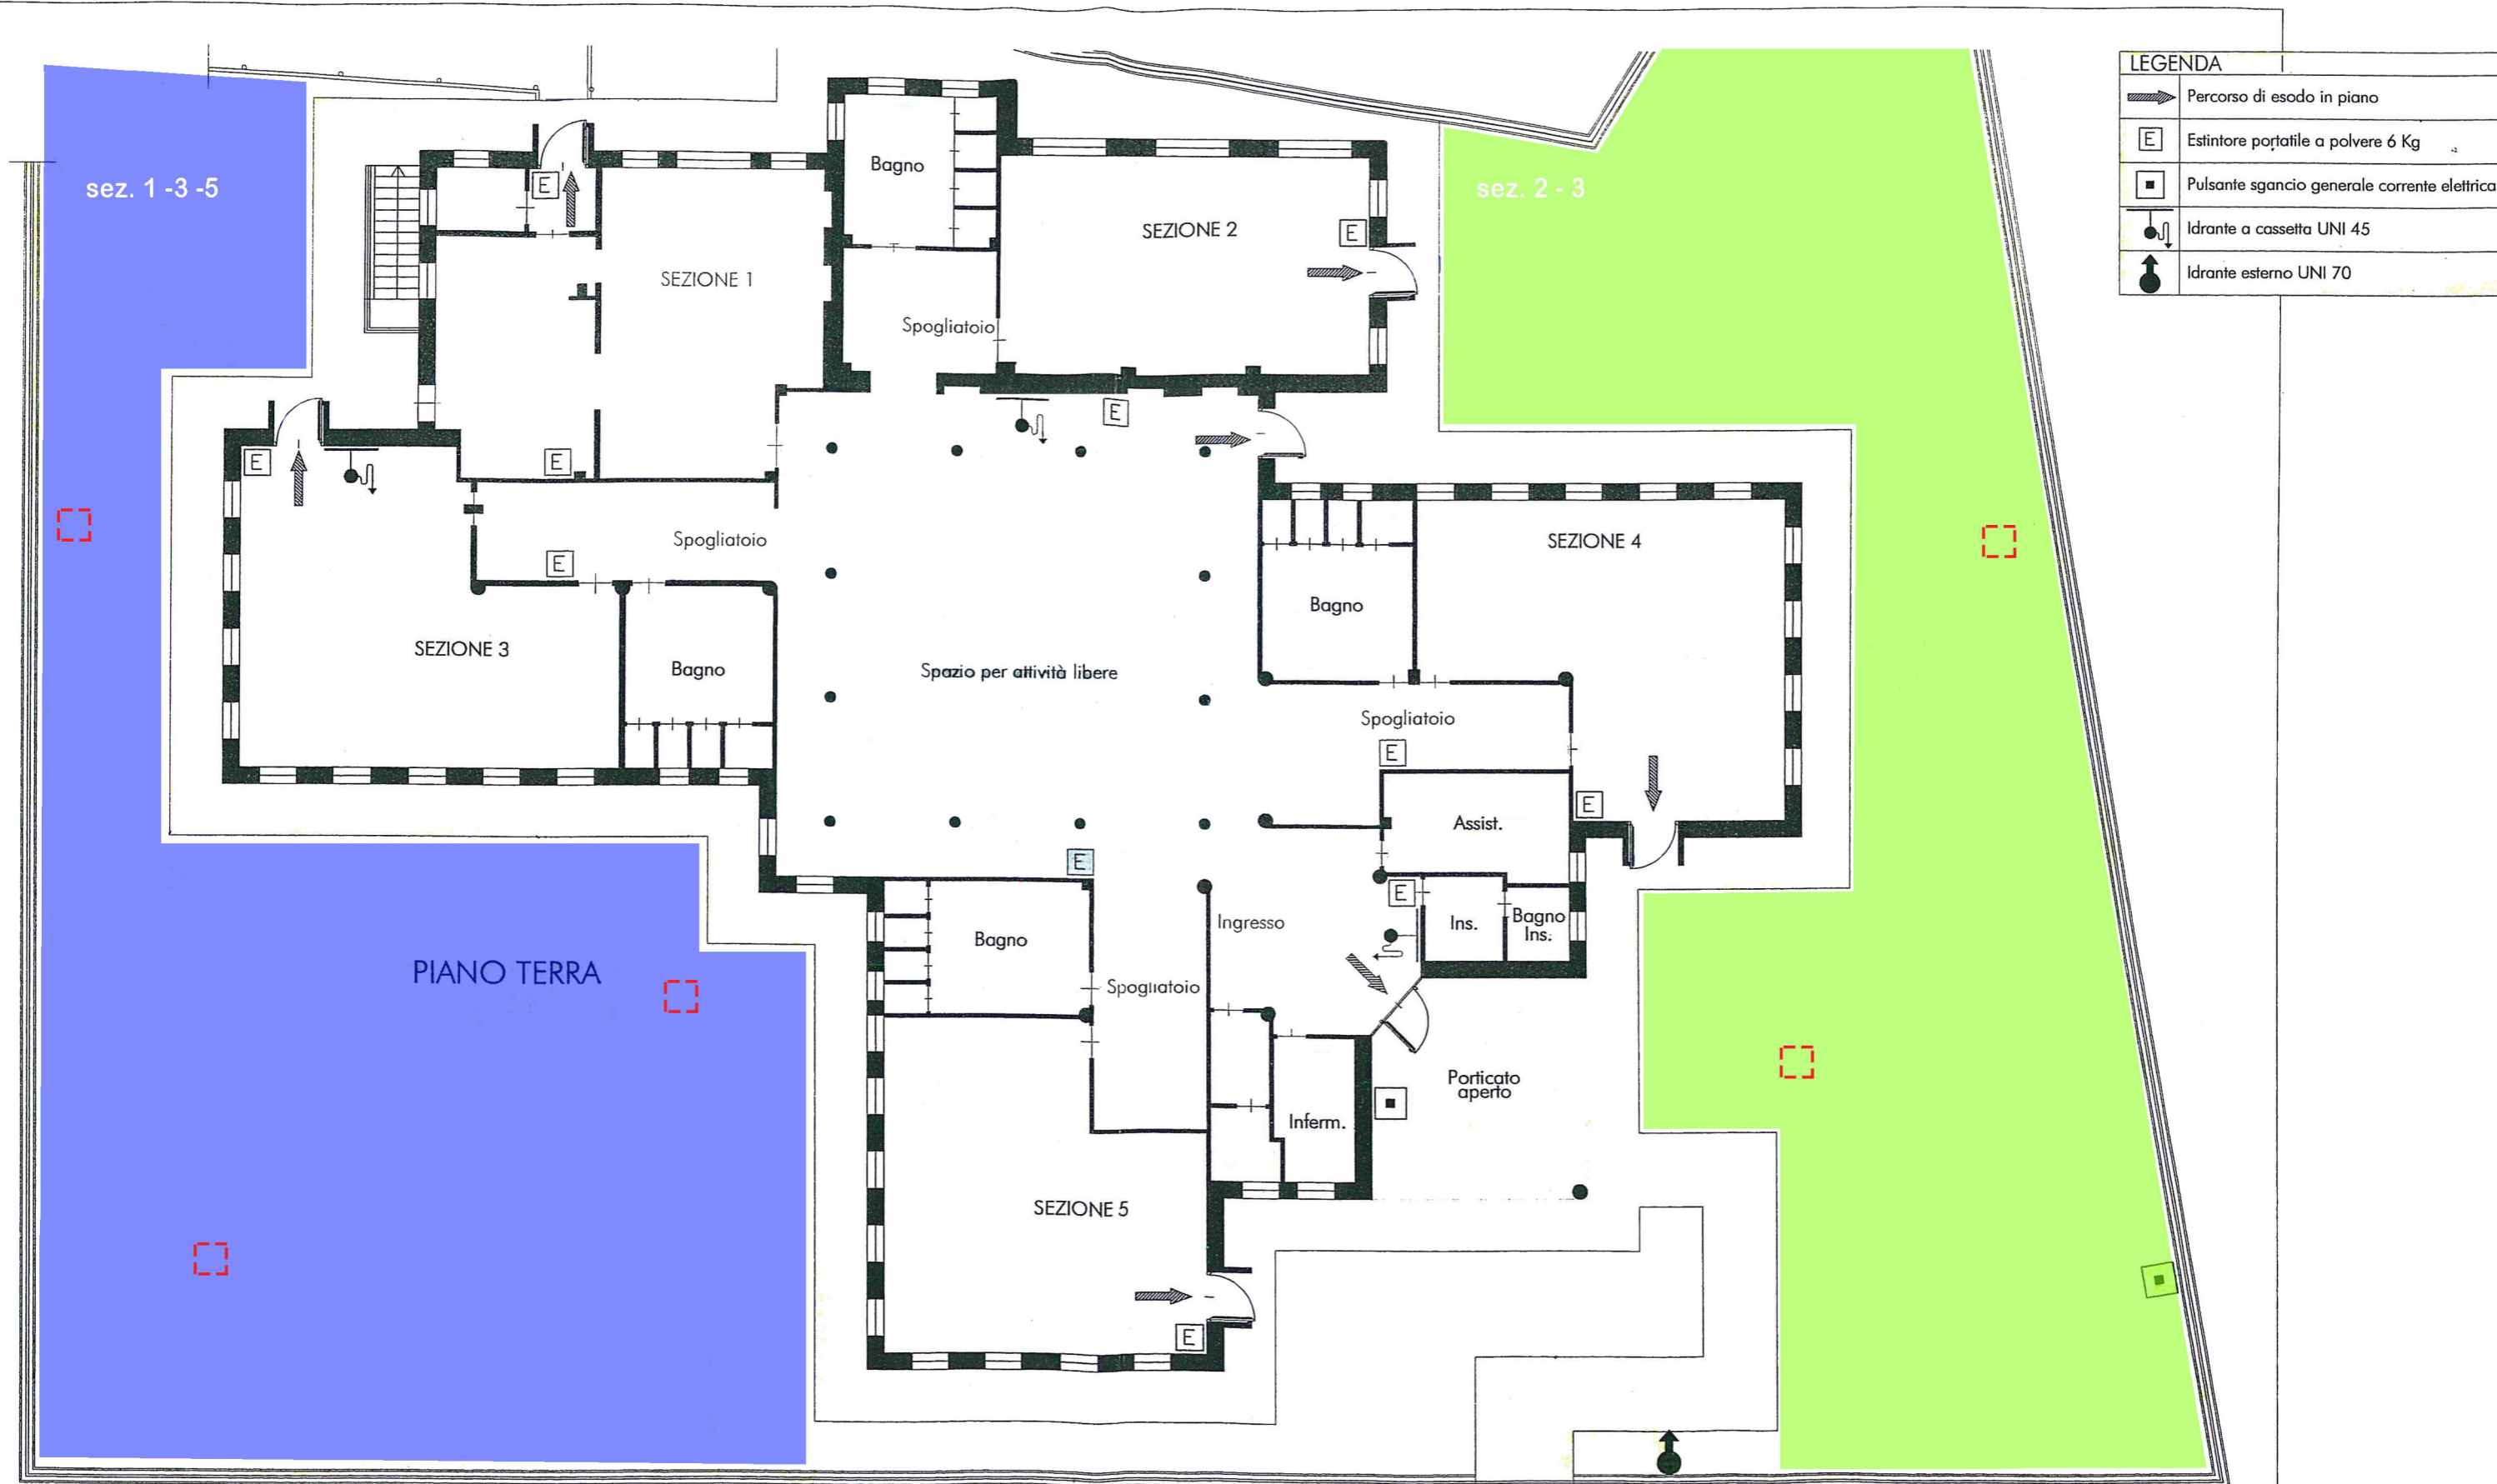 LEGENDA
Percorso di esodo in piano
E
Estintore portatile a polvere 6 Kg
Pulsante sgancio generale corrente elettrica
Idrante a cassetta UNI 45
Idrante esterno UNI 70
sez. 1 -3 -5
sez. 2 - 3
Bagno
E
SEZIONE 2
E
SEZIONE 1
Spogliatoio
E
E
E
Spogliatoio
E
SEZIONE 4
Bagno
SEZIONE 3
Bagno
Spazio per attività libere
Spogliatoio
E
E
Assist.
E
E
Ingresso
Ins.
Bagno
Ins.
Bagno
PIANO TERRA
Spogliatoio
Porticato
aperto
Inferm.
SEZIONE 5
E